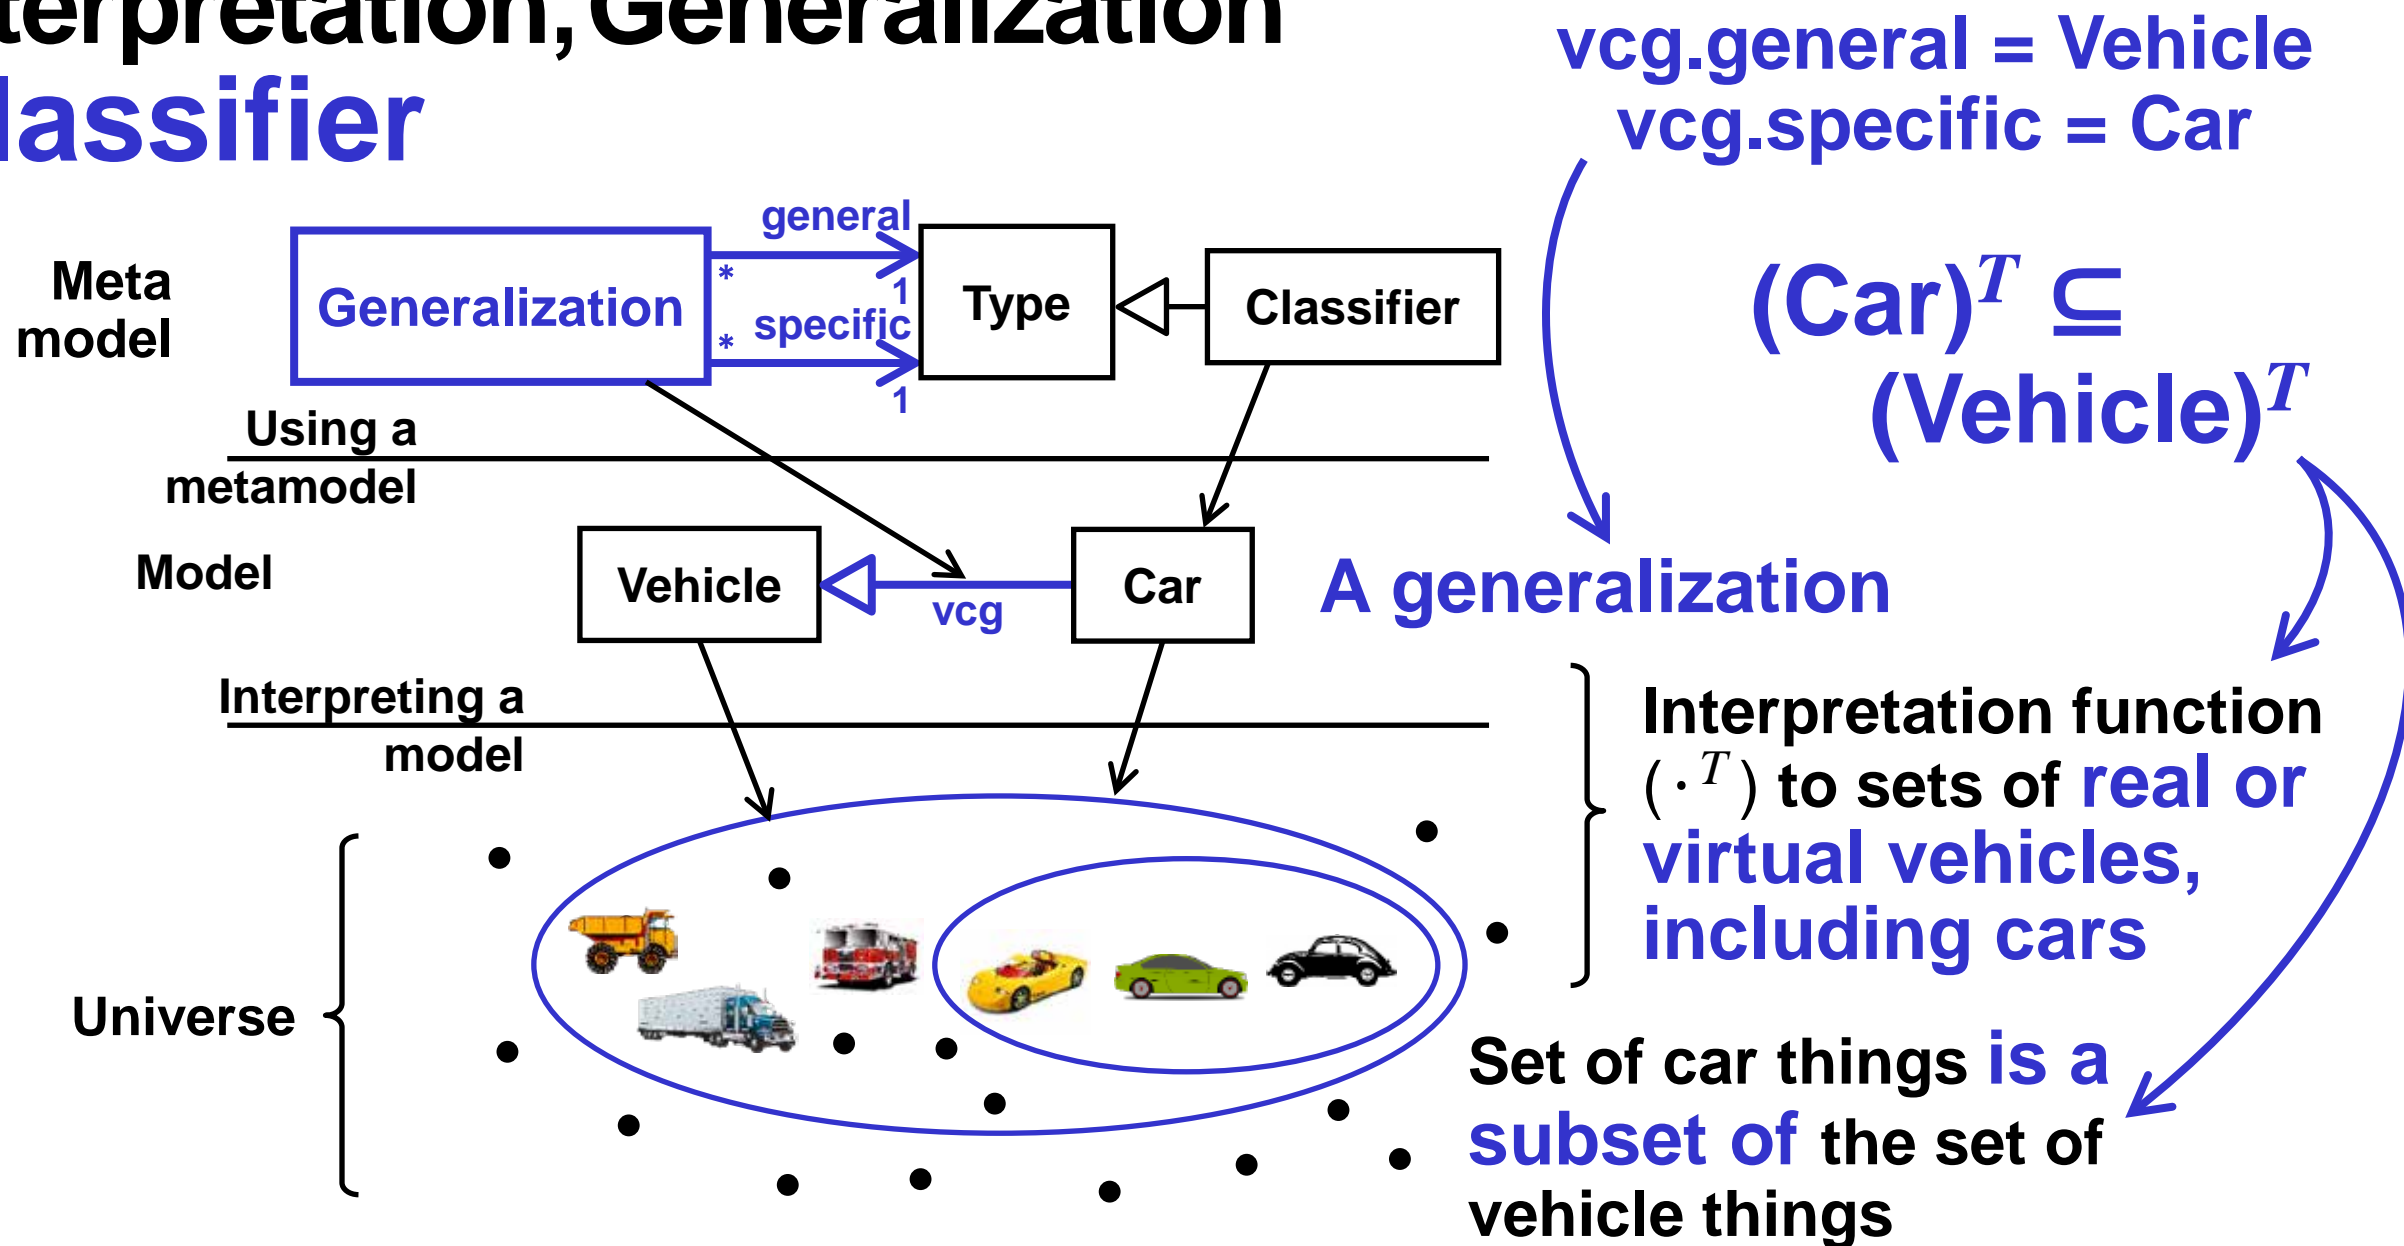 terpretation, Generalization
lassifier
vcg.general = Vehicle
vcg.specific = Car
Meta
model
Generalization
general
*
1
specific
*
1
Type
Classifier
(Car)^T ⊆
(Vehicle)^T
Using a
metamodel
Model
Vehicle
vcg
Car
A generalization
Interpreting a
model
Interpretation function
(·^T) to sets of real or
virtual vehicles,
including cars
Universe
Set of car things is a
subset of the set of
vehicle things